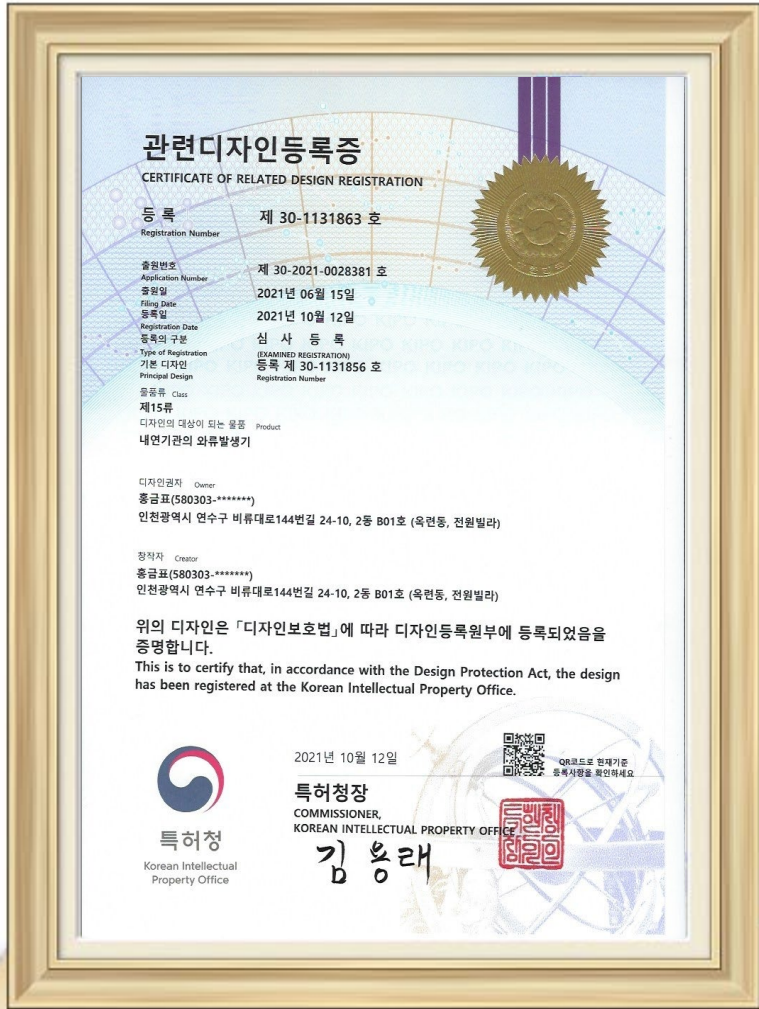 관련디자인등록증
CERTIFICATE OF RELATED DESIGN REGISTRATION
등 록 제 30-1131863 호
Registration Number
출원번호 제 30-2021-0028381 호
Application Number
출원일 2021년 06월 15일
Filing Date
등록일 2021년 10월 12일
Registration Date
등록의 구분 심 사 등 록
Type of Registration (EXAMINED REGISTRATION)
기본 디자인 등록 제 30-1131856 호
Principal Design Registration Number
물품류 Class
제15류
디자인의 대상이 되는 물품 Product
내연기관의 와류발생기
디자인권자 Owner
홍금표(580303-*******)
인천광역시 연수구 비류대로144번길 24-10, 2동 B01호 (옥련동, 전원빌라)
창작자 Creator
홍금표(580303-*******)
인천광역시 연수구 비류대로144번길 24-10, 2동 B01호 (옥련동, 전원빌라)
위의 디자인은 「디자인보호법」에 따라 디자인등록원부에 등록되었음을
증명합니다.
This is to certify that, in accordance with the Design Protection Act, the design
has been registered at the Korean Intellectual Property Office.
2021년 10월 12일
QR코드로 현재기준
등록사항을 확인하세요
특허청장
COMMISSIONER,
KOREAN INTELLECTUAL PROPERTY OFFICE
김용래
특허청
Korean Intellectual
Property Office